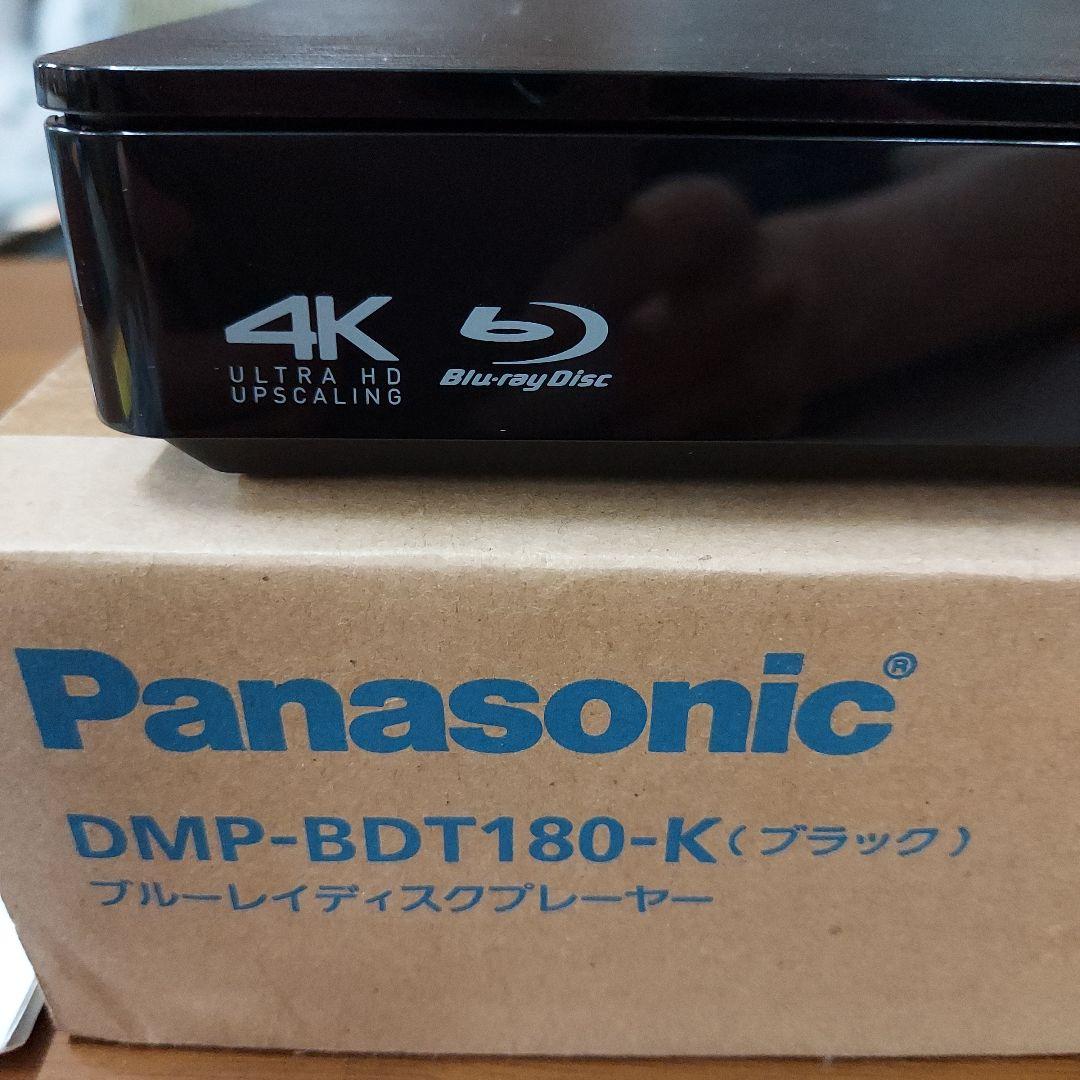 4K
ULTRA HD
UPSCALING
Blu-ray Disc
Panasonic®
DMP-BDT180-K(ブラック)
ブルーレイディスクプレーヤー